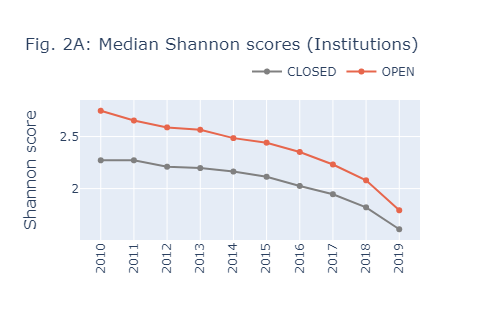 Fig. 2A: Median Shannon scores (Institutions)
CLOSED OPEN
Shannon score
2.5
2
2010 2011 2012 2013 2014 2015 2016 2017 2018 2019